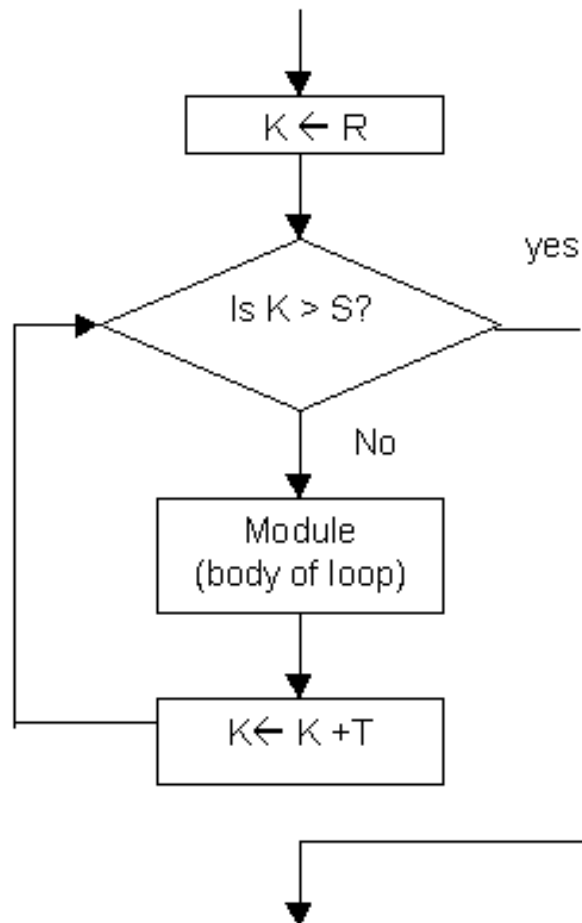 K ← R
yes
Is K > S?
No
Module
(body of loop)
K← K +T